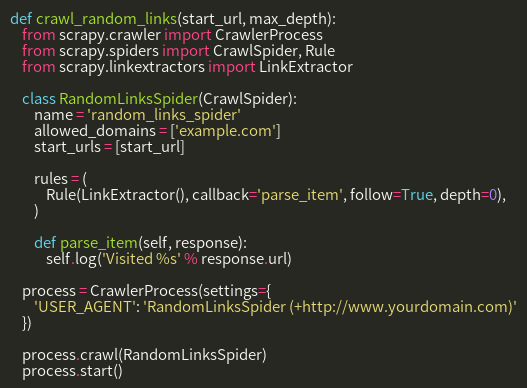 def crawl_random_links(start_url, max_depth):
    from scrapy.crawler import CrawlerProcess
    from scrapy.spiders import CrawlSpider, Rule
    from scrapy.linkextractors import LinkExtractor

    class RandomLinksSpider(CrawlSpider):
        name = 'random_links_spider'
        allowed_domains = ['example.com']
        start_urls = [start_url]

        rules = (
            Rule(LinkExtractor(), callback='parse_item', follow=True, depth=0),
        )

        def parse_item(self, response):
            self.log('Visited %s' % response.url)

    process = CrawlerProcess(settings={
        'USER_AGENT': 'RandomLinksSpider (+http://www.yourdomain.com)'
    })

    process.crawl(RandomLinksSpider)
    process.start()